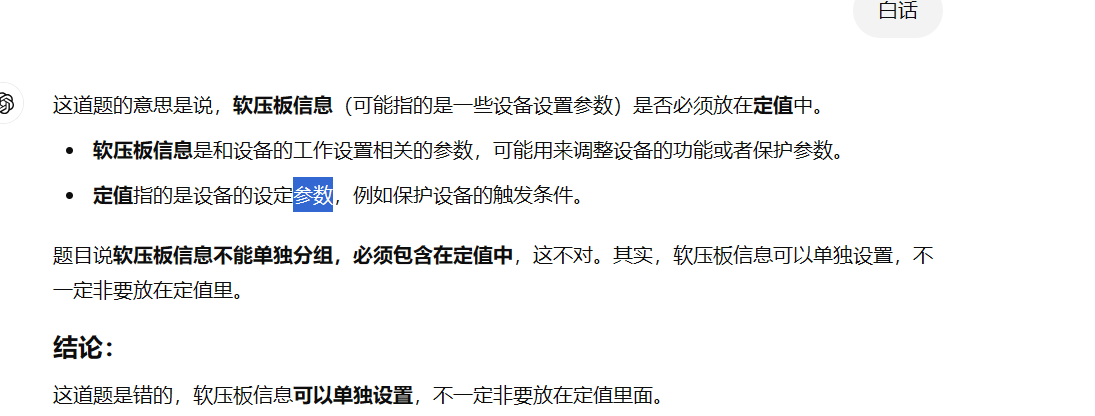 白话
这道题的意思是说，软压板信息（可能指的是一些设备设置参数）是否必须放在定值中。
软压板信息是和设备的工作设置相关的参数，可能用来调整设备的功能或者保护参数。
定值指的是设备的设定参数，例如保护设备的触发条件。
题目说软压板信息不能单独分组，必须包含在定值中，这不对。其实，软压板信息可以单独设置，不
一定非要放在定值里。
结论：
这道题是错的，软压板信息可以单独设置，不一定非要放在定值里面。